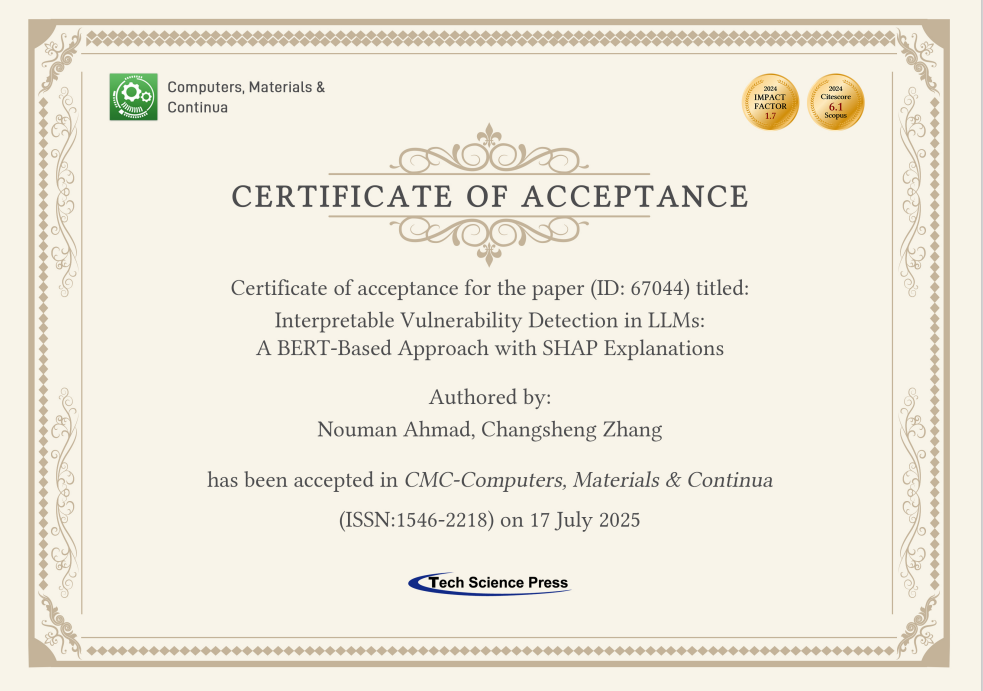 Computers, Materials &
Continua
2024
IMPACT
FACTOR
1.7
2024
Citescore
6.1
Scopus
CERTIFICATE OF ACCEPTANCE
Certificate of acceptance for the paper (ID: 67044) titled:
Interpretable Vulnerability Detection in LLMs:
A BERT-Based Approach with SHAP Explanations
Authored by:
Nouman Ahmad, Changsheng Zhang
has been accepted in CMC-Computers, Materials & Continua
(ISSN:1546-2218) on 17 July 2025
Tech Science Press